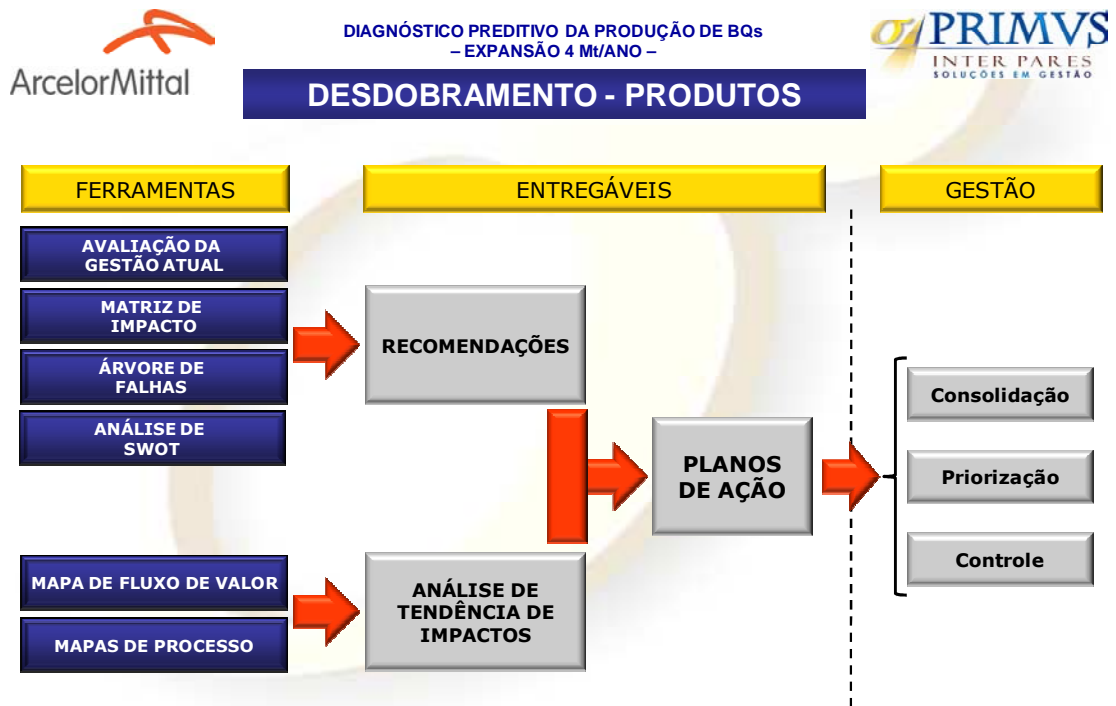 ArcelorMittal
DIAGNÓSTICO PREDITIVO DA PRODUÇÃO DE BQs
– EXPANSÃO 4 Mt/ANO –
PRIMVS
INTER PARES
SOLUÇÕES EM GESTÃO
DESDOBRAMENTO - PRODUTOS
FERRAMENTAS
ENTREGÁVEIS
GESTÃO
AVALIAÇÃO DA
GESTÃO ATUAL
MATRIZ DE
IMPACTO
ÁRVORE DE
FALHAS
ANÁLISE DE
SWOT
RECOMENDAÇÕES
MAPA DE FLUXO DE VALOR
MAPAS DE PROCESSO
ANÁLISE DE
TENDÊNCIA DE
IMPACTOS
PLANOS
DE AÇÃO
Consolidação
Priorização
Controle